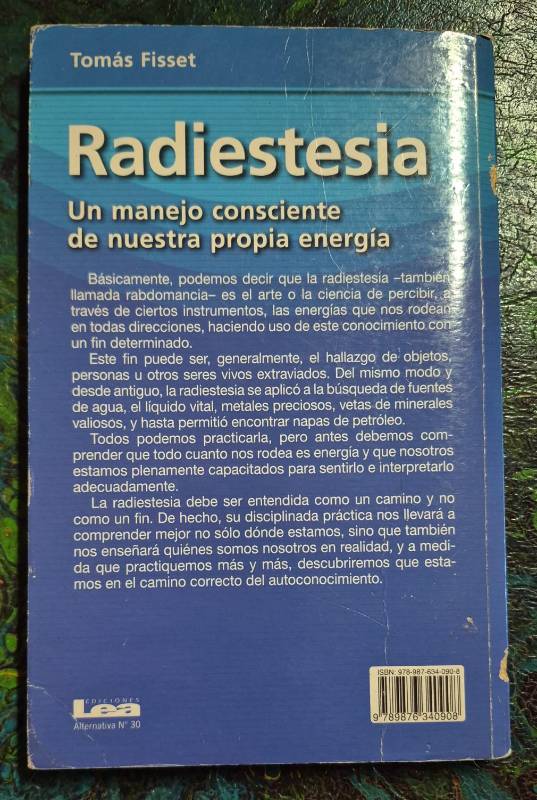 Tomás Fisset
Radiestesia
Un manejo consciente
de nuestra propia energía
Básicamente, podemos decir que la radiestesia –también
llamada rabdomancia– es el arte o la ciencia de percibir, a
través de ciertos instrumentos, las energías que nos rodean
en todas direcciones, haciendo uso de este conocimiento con
un fin determinado.
Este fin puede ser, generalmente, el hallazgo de objetos,
personas u otros seres vivos extraviados. Del mismo modo y
desde antiguo, la radiestesia se aplicó a la búsqueda de fuentes
de agua, el líquido vital, metales preciosos, vetas de minerales
valiosos, y hasta permitió encontrar napas de petróleo.
Todos podemos practicarla, pero antes debemos com-
prender que todo cuanto nos rodea es energía y que nosotros
estamos plenamente capacitados para sentirlo e interpretarlo
adecuadamente.
La radiestesia debe ser entendida como un camino y no
como un fin. De hecho, su disciplinada práctica nos llevará a
comprender mejor no sólo dónde estamos, sino que también
nos enseñará quiénes somos nosotros en realidad, y a medi-
da que practiquemos más y más, descubriremos que esta-
mos en el camino correcto del autoconocimiento.
ISBN: 978-987-634-090-8
9 789876 340908
EDICIONES
Lea
Alternativa N° 30